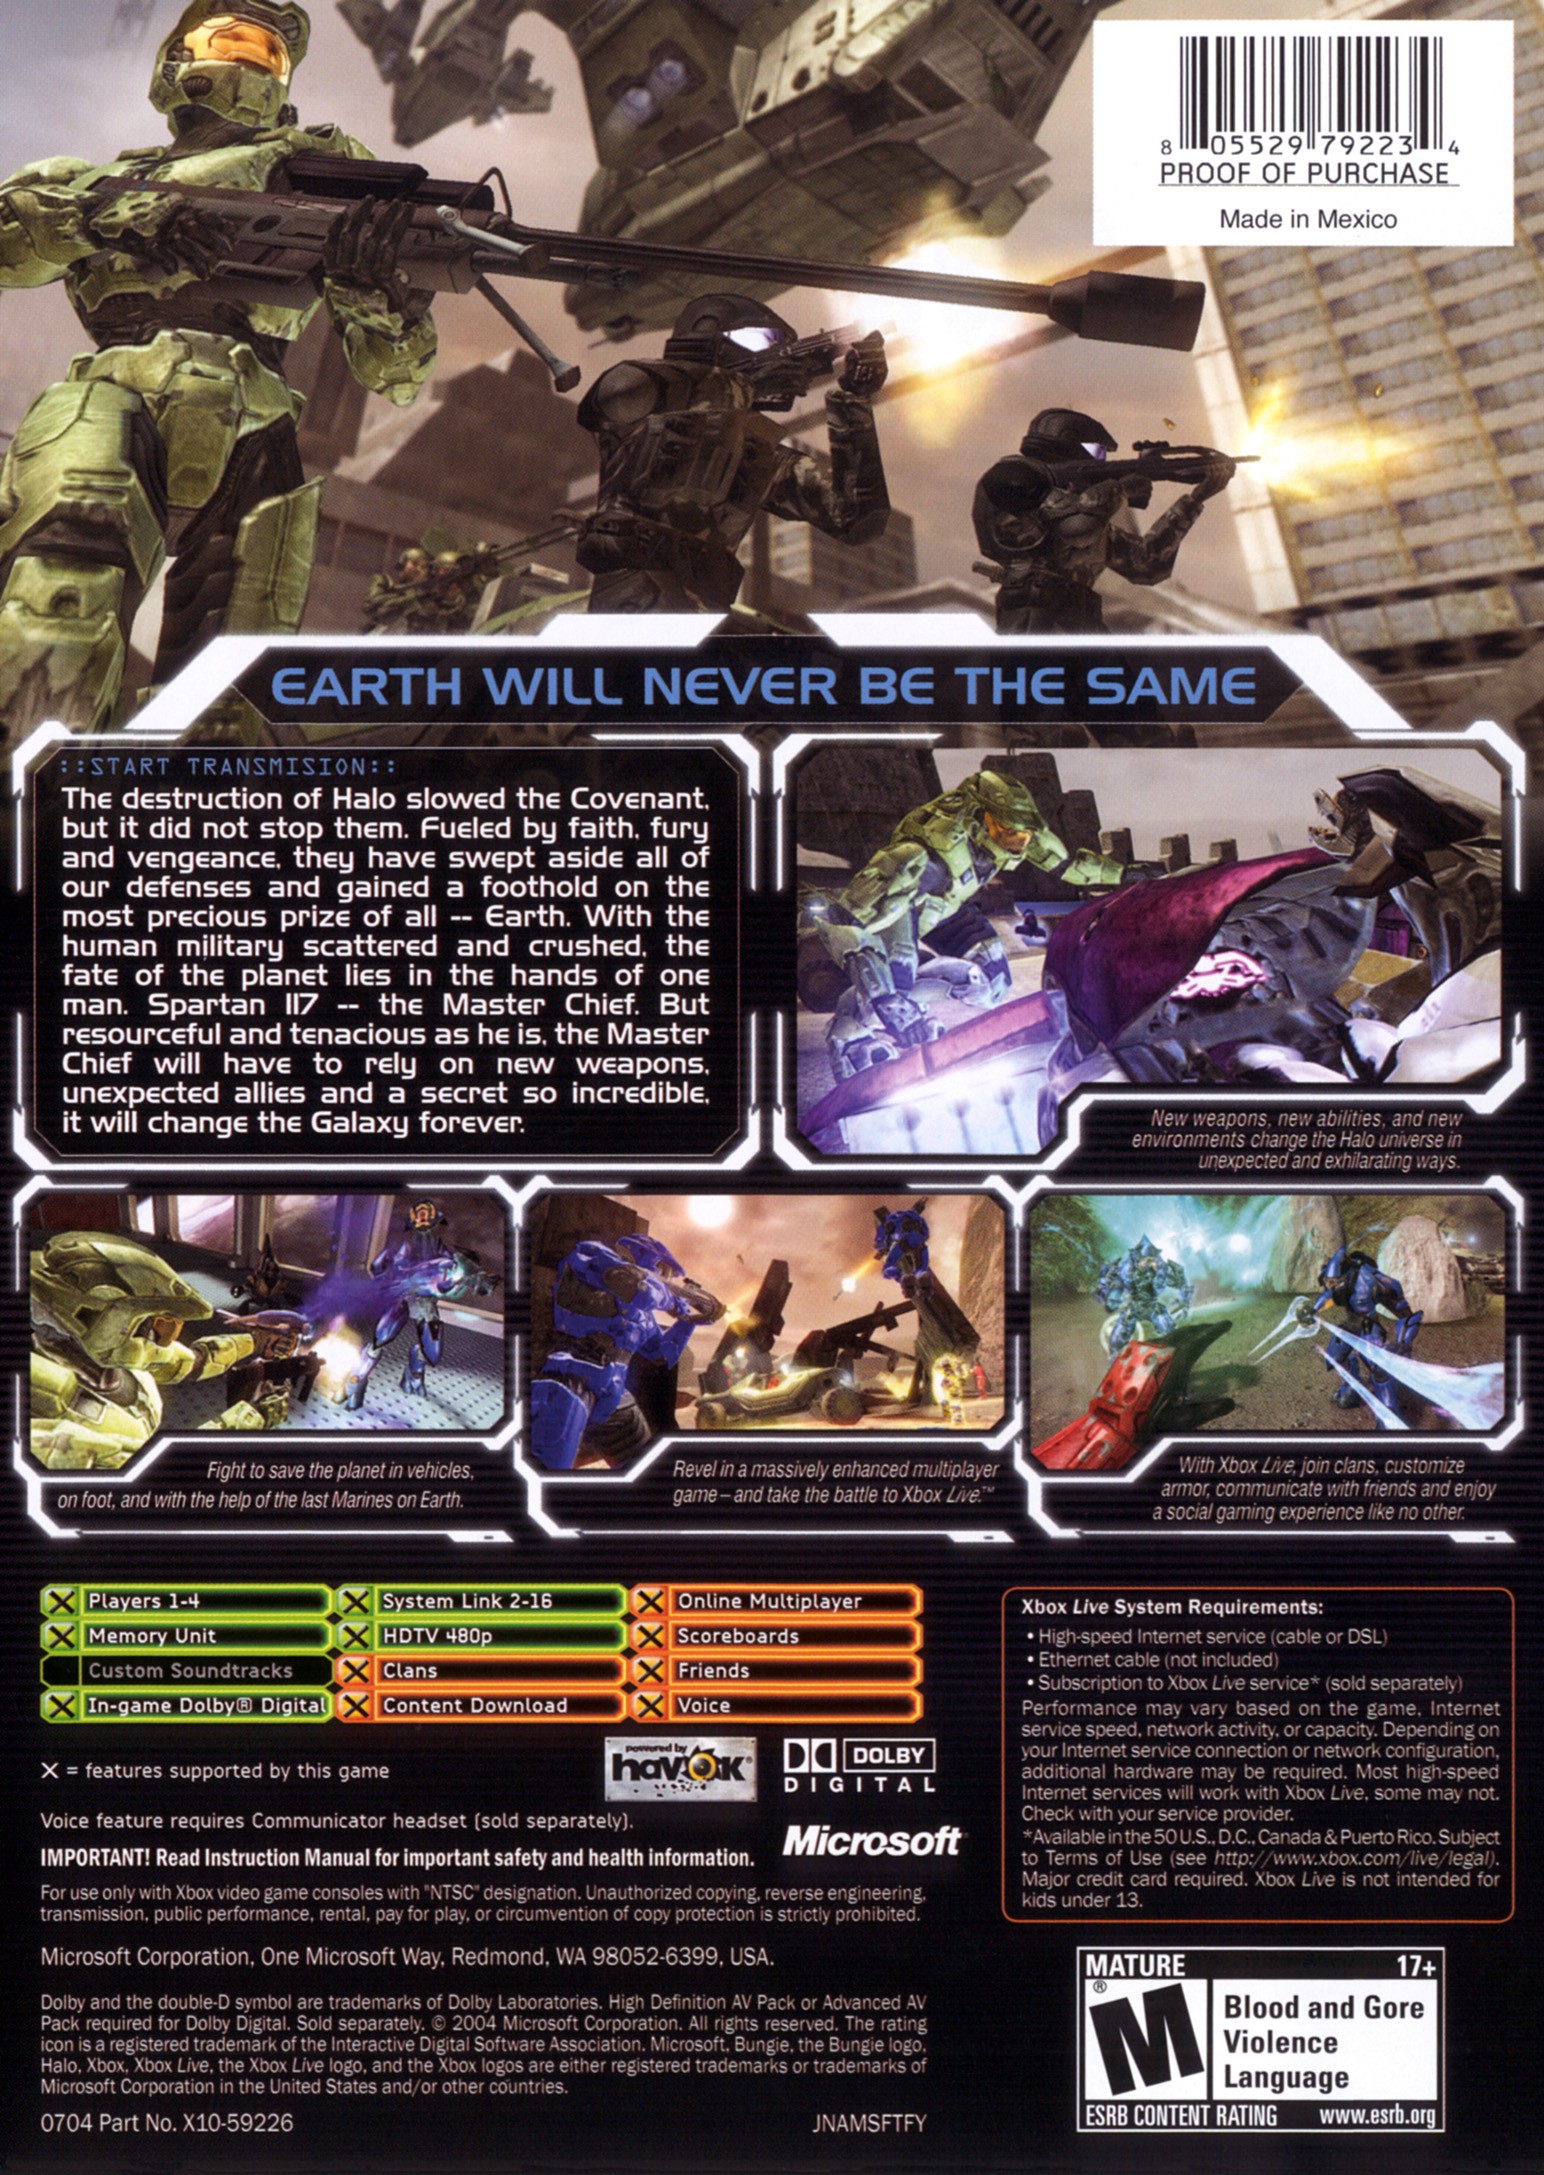 8 05529 79223 4
PROOF OF PURCHASE
Made in Mexico
EARTH WILL NEVER BE THE SAME
::START TRANSMISION::
The destruction of Halo slowed the Covenant,
but it did not stop them. Fueled by faith, fury
and vengeance, they have swept aside all of
our defenses and gained a foothold on the
most precious prize of all -- Earth. With the
human military scattered and crushed, the
fate of the planet lies in the hands of one
man. Spartan 117 -- the Master Chief. But
resourceful and tenacious as he is, the Master
Chief will have to rely on new weapons,
unexpected allies and a secret so incredible,
it will change the Galaxy forever.
New weapons, new abilities, and new
environments change the Halo universe in
unexpected and exhilarating ways.
Fight to save the planet in vehicles,
on foot, and with the help of the last Marines on Earth.
Revel in a massively enhanced multiplayer
game – and take the battle to Xbox Live.™
With Xbox Live, join clans, customize
armor, communicate with friends and enjoy
a social gaming experience like no other.
X Players 1-4
X Memory Unit
Custom Soundtracks
X In-game Dolby® Digital
X System Link 2-16
X HDTV 480p
X Clans
X Content Download
X Online Multiplayer
X Scoreboards
X Friends
X Voice
X = features supported by this game
powered by
havok®
DOLBY
DIGITAL
Voice feature requires Communicator headset (sold separately).
Microsoft
IMPORTANT! Read Instruction Manual for important safety and health information.
For use only with Xbox video game consoles with "NTSC" designation. Unauthorized copying, reverse engineering,
transmission, public performance, rental, pay for play, or circumvention of copy protection is strictly prohibited.
Microsoft Corporation, One Microsoft Way, Redmond, WA 98052-6399, USA.
Dolby and the double-D symbol are trademarks of Dolby Laboratories. High Definition AV Pack or Advanced AV
Pack required for Dolby Digital. Sold separately. © 2004 Microsoft Corporation. All rights reserved. The rating
icon is a registered trademark of the Interactive Digital Software Association. Microsoft, Bungie, the Bungie logo,
Halo, Xbox, Xbox Live, the Xbox Live logo, and the Xbox logos are either registered trademarks or trademarks of
Microsoft Corporation in the United States and/or other countries.
0704 Part No. X10-59226
JNAMSFTFY
Xbox Live System Requirements:
• High-speed Internet service (cable or DSL)
• Ethernet cable (not included)
• Subscription to Xbox Live service* (sold separately)
Performance may vary based on the game, Internet
service speed, network activity, or capacity. Depending on
your Internet service connection or network configuration,
additional hardware may be required. Most high-speed
Internet services will work with Xbox Live, some may not.
Check with your service provider.
*Available in the 50 U.S., D.C., Canada & Puerto Rico. Subject
to Terms of Use (see http://www.xbox.com/live/legal).
Major credit card required. Xbox Live is not intended for
kids under 13.
MATURE 17+
M®
Blood and Gore
Violence
Language
ESRB CONTENT RATING www.esrb.org